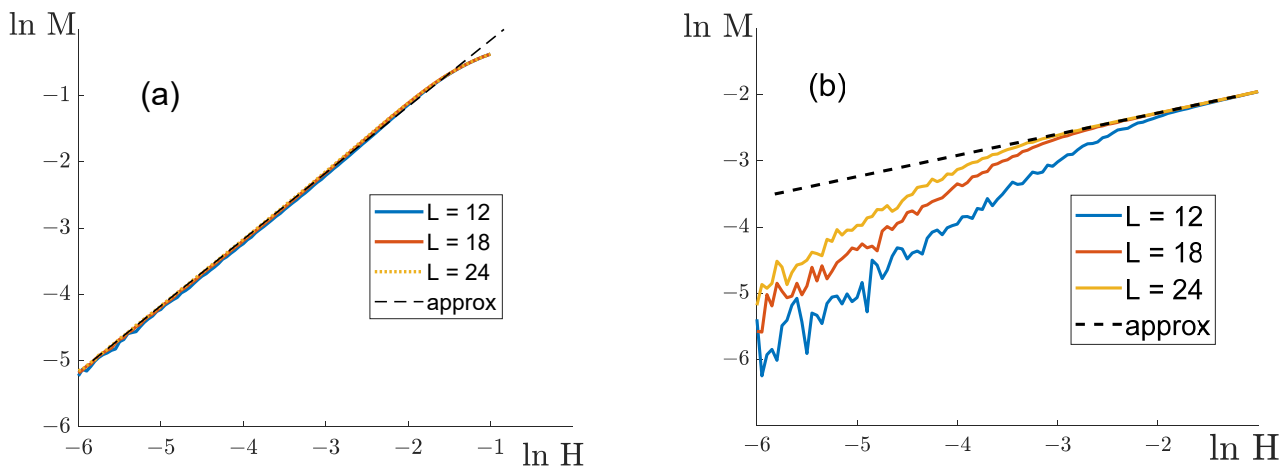 ln M
(a)
−1
−2
−3
−4
−5
−6
−6
−5
−4
−3
−2
−1
ln H
L = 12
L = 18
L = 24
approx
ln M
(b)
−2
−3
−4
−5
−6
−6
−5
−4
−3
−2
ln H
L = 12
L = 18
L = 24
approx